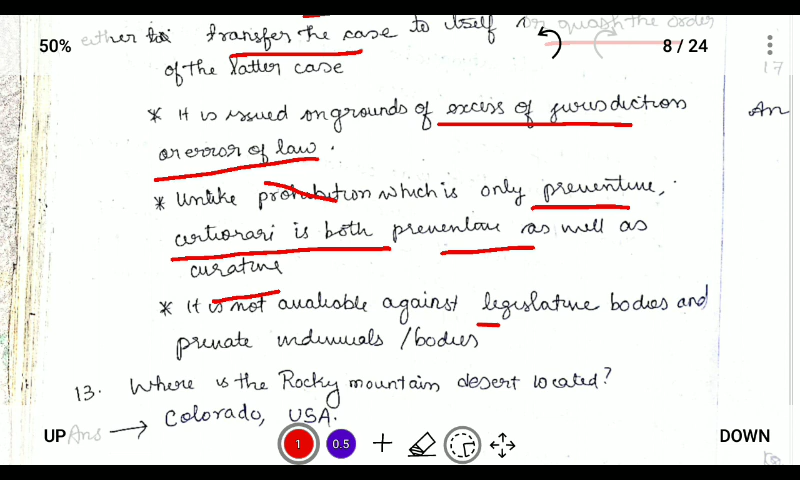 either to transfer the case to itself or quash the order
50%
8 / 24
17
of the latter case
* It is issued on grounds of excess of jurisdiction
An
or error of law.
* Unlike prohibition which is only preventive,
certiorari is both preventive as well as
curative
* It is not available against legislative bodies and
private individuals / bodies
13. Where is the Rocky mountain desert located?
Ans → Colorado, USA.
UP
1
0.5
DOWN